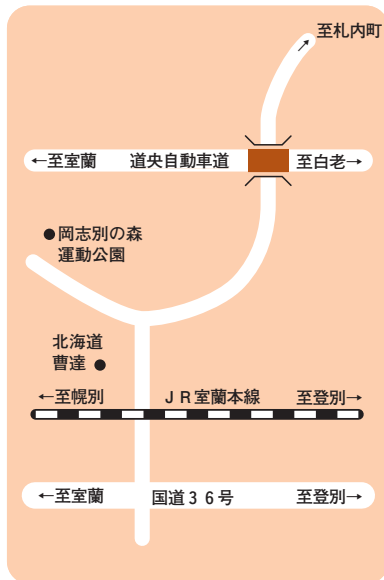 至札内町
←至室蘭 道央自動車道 至白老→
●岡志別の森
運動公園
北海道
曹達 ●
←至幌別 ＪＲ室蘭本線 至登別→
←至室蘭 国道３６号 至登別→